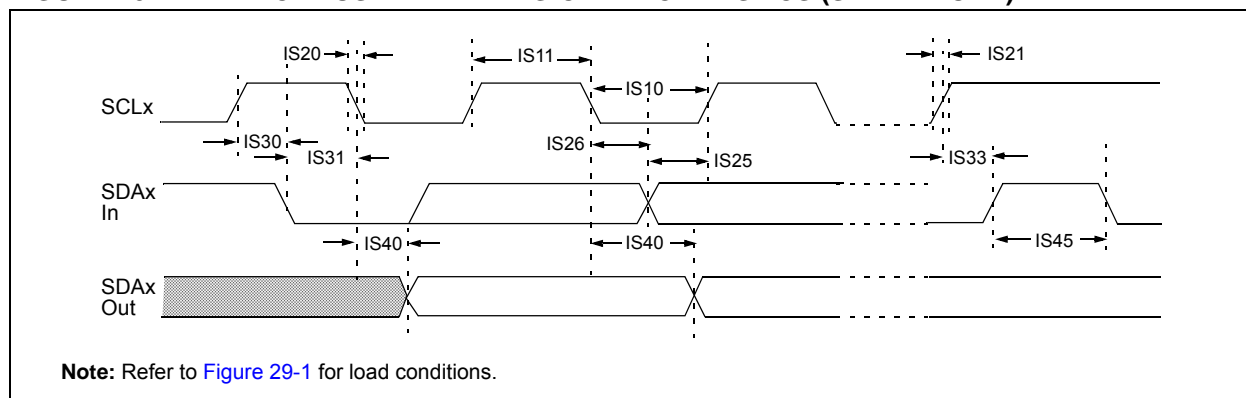 IS20
IS11
IS21
IS10
SCLx
IS30
IS31
IS26
IS25
IS33
SDAx
In
IS40
IS40
IS45
SDAx
Out
Note: Refer to Figure 29-1 for load conditions.